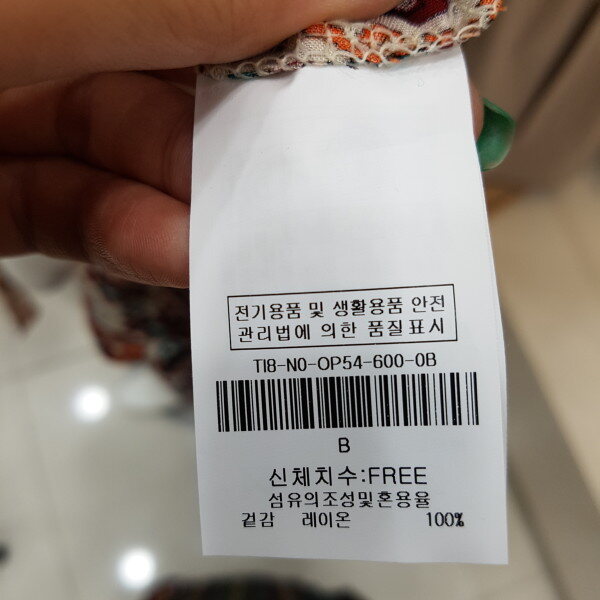 전기용품 및 생활용품 안전
관리법에 의한 품질표시
T18-N0-OP54-600-0B
B
신체치수:FREE
섬유의조성및혼용율
겉감 레이온 100%